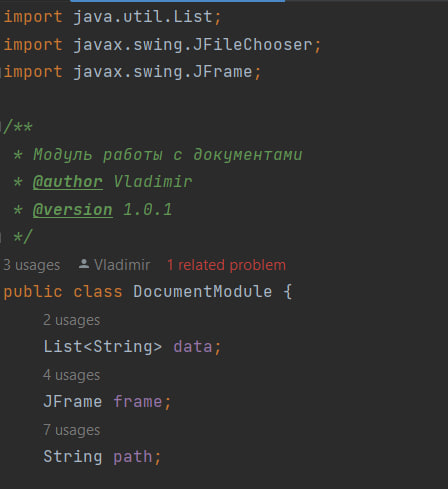 import java.util.List;
import javax.swing.JFileChooser;
import javax.swing.JFrame;
/**
* Модуль работы с документами
* @author Vladimir
* @version 1.0.1
*/
3 usages Vladimir 1 related problem
public class DocumentModule {
2 usages
List<String> data;
4 usages
JFrame frame;
7 usages
String path;